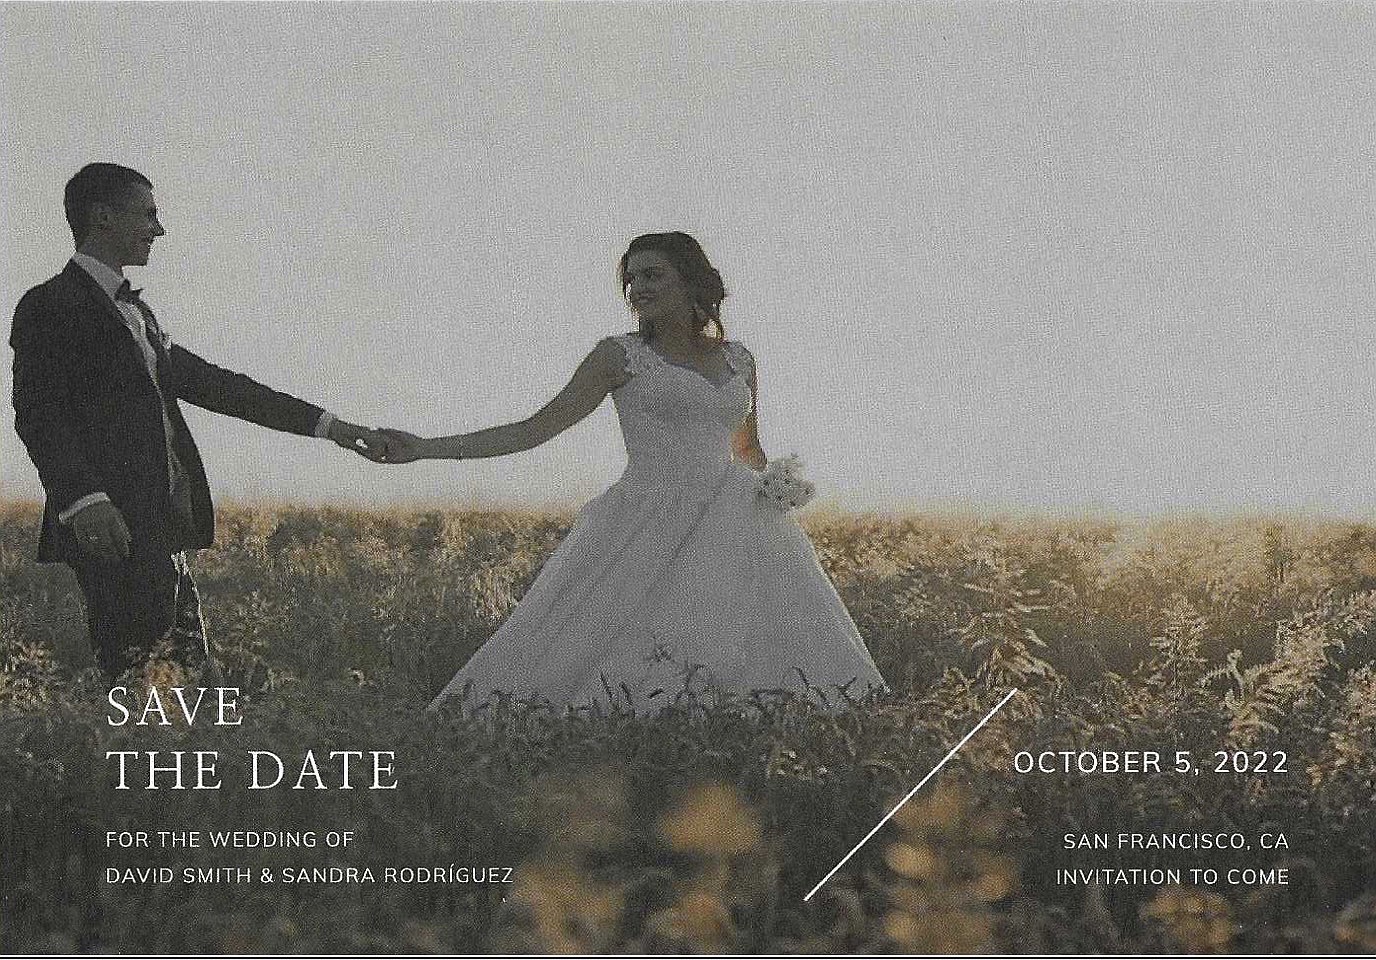 SAVE
THE DATE
FOR THE WEDDING OF
DAVID SMITH & SANDRA RODRÍGUEZ
OCTOBER 5, 2022
SAN FRANCISCO, CA
INVITATION TO COME